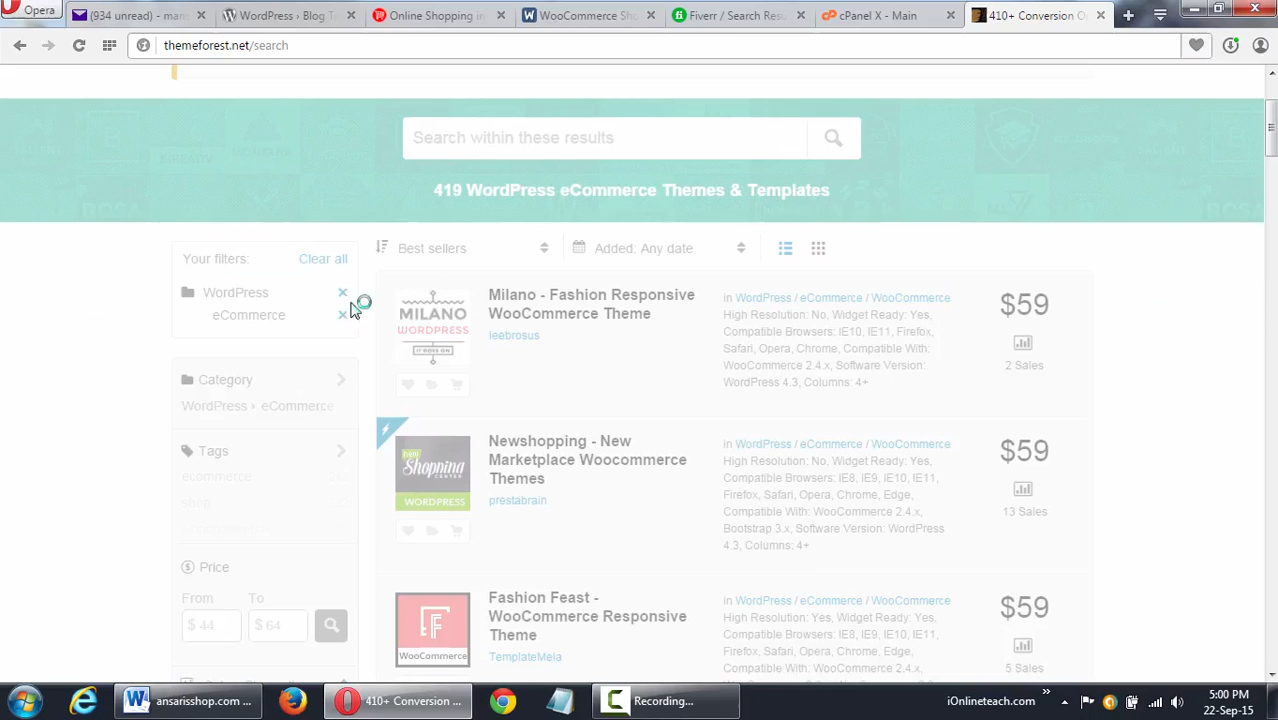 Opera
(934 unread) - man
WordPress › Blog T
Online Shopping in
WooCommerce Sh
Fiverr / Search Res
cPanel X - Main
410+ Conversion O
themeforest.net/search
Search within these results
419 WordPress eCommerce Themes & Templates
Your filters: Clear all
WordPress
eCommerce
Category
WordPress › eCommerce
Tags
ecommerce
shop
Price
From To
$ 44 $ 64
Best sellers
Added: Any date
MILANO
WORDPRESS
IT GOES ON
Milano - Fashion Responsive
WooCommerce Theme
leebrosus
in WordPress / eCommerce / WooCommerce
High Resolution: No, Widget Ready: Yes,
Compatible Browsers: IE10, IE11, Firefox,
Safari, Opera, Chrome, Compatible With:
WooCommerce 2.4.x, Software Version:
WordPress 4.3, Columns: 4+
$59
2 Sales
new
Shopping
CENTER
WORDPRESS
Newshopping - New
Marketplace Woocommerce
Themes
prestabrain
in WordPress / eCommerce / WooCommerce
High Resolution: No, Widget Ready: Yes,
Compatible Browsers: IE8, IE9, IE10, IE11,
Firefox, Safari, Opera, Chrome, Edge,
Compatible With: WooCommerce 2.4.x,
Bootstrap 3.x, Software Version: WordPress
4.3, Columns: 4+
$59
13 Sales
WooCommerce
Fashion Feast -
WooCommerce Responsive
Theme
TemplateMela
in WordPress / eCommerce / WooCommerce
High Resolution: Yes, Widget Ready: Yes,
Compatible Browsers: IE8, IE9, IE10, IE11,
Firefox, Safari, Opera, Chrome,
Compatible With: WooCommerce 2.4.x,
$59
5 Sales
ansarisshop.com ...
410+ Conversion ...
Recording...
iOnlineteach.com
5:00 PM
22-Sep-15